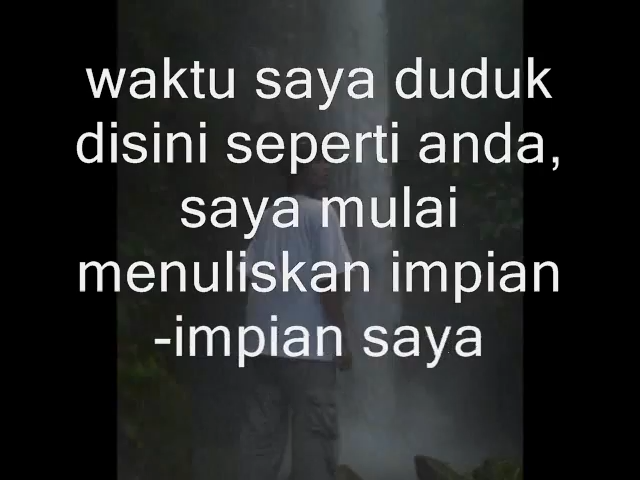 waktu saya duduk
disini seperti anda,
saya mulai
menuliskan impian
-impian saya